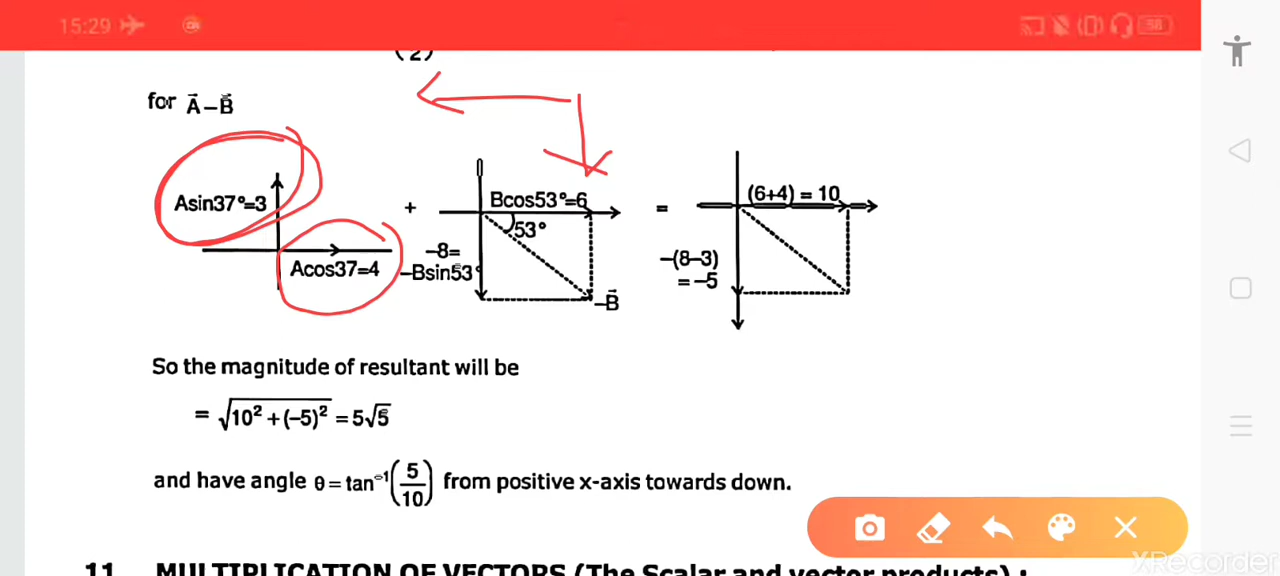 15:29
58
(2)
for A⃗–B⃗
Asin37°=3
Acos37=4
+
Bcos53°=6
53°
–8=
–Bsin53°
–B⃗
=
(6+4) = 10
–(8–3)
= –5
So the magnitude of resultant will be
= √10² + (–5)² = 5√5
and have angle θ = tan⁻¹(5/10) from positive x-axis towards down.
11 MULTIPLICATION OF VECTORS (The Scalar and vector products) :
XRecorder